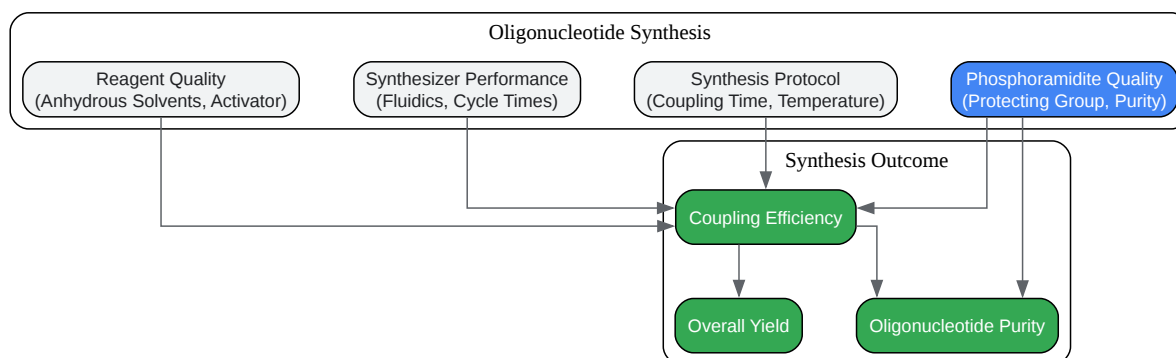 Oligonucleotide Synthesis
Reagent Quality
(Anhydrous Solvents, Activator)
Synthesizer Performance
(Fluidics, Cycle Times)
Synthesis Protocol
(Coupling Time, Temperature)
Phosphoramidite Quality
(Protecting Group, Purity)
Synthesis Outcome
Coupling Efficiency
Overall Yield
Oligonucleotide Purity